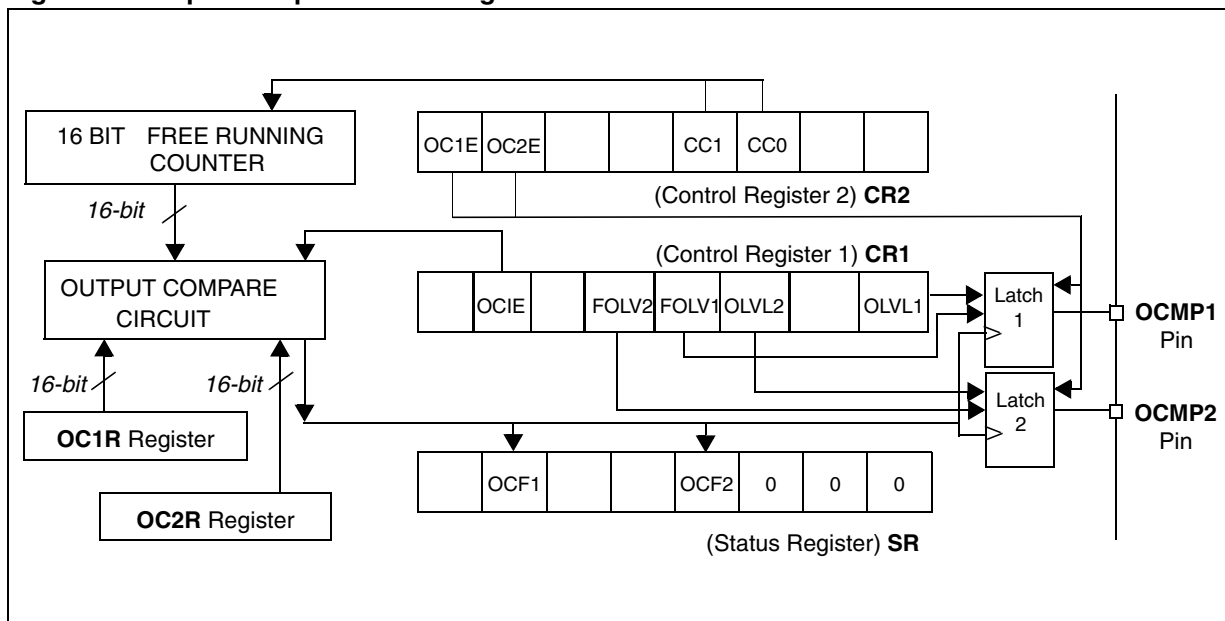 16 BIT FREE RUNNING
COUNTER
16-bit
OC1E OC2E CC1 CC0
(Control Register 2) CR2
OUTPUT COMPARE
CIRCUIT
(Control Register 1) CR1
OCIE FOLV2 FOLV1 OLVL2 OLVL1
Latch
1
OCMP1
Pin
16-bit
16-bit
Latch
2
OCMP2
Pin
OC1R Register
OCF1 OCF2 0 0 0
OC2R Register
(Status Register) SR